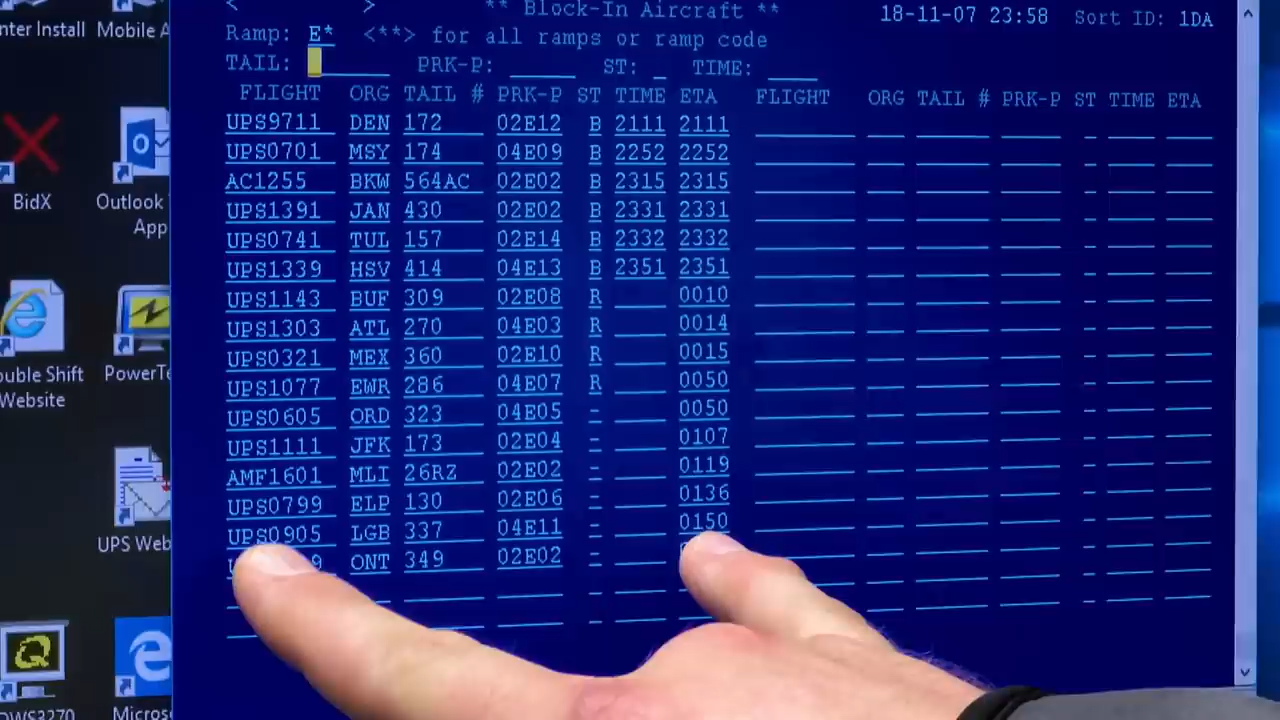 < > ** Block-In Aircraft ** 18-11-07 23:58 Sort ID: 1DA
Ramp: E* <**> for all ramps or ramp code
TAIL: PRK-P: ST: _ TIME:
FLIGHT ORG TAIL # PRK-P ST TIME ETA FLIGHT ORG TAIL # PRK-P ST TIME ETA
UPS9711 DEN 172 02E12 B 2111 2111
UPS0701 MSY 174 04E09 B 2252 2252
AC1255 BKW 564AC 02E02 B 2315 2315
UPS1391 JAN 430 02E02 B 2331 2331
UPS0741 TUL 157 02E14 B 2332 2332
UPS1339 HSV 414 04E13 B 2351 2351
UPS1143 BUF 309 02E08 R 0010
UPS1303 ATL 270 04E03 R 0014
UPS0321 MEX 360 02E10 R 0015
UPS1077 EWR 286 04E07 R 0050
UPS0605 ORD 323 04E05 0050
UPS1111 JFK 173 02E04 0107
AMF1601 MLI 26RZ 02E02 0119
UPS0799 ELP 130 02E06 0136
UPS0905 LGB 337 04E11 0150
ONT 349 02E02
Install Mobile
BidX Outlook
App
Shift
Website
UPS